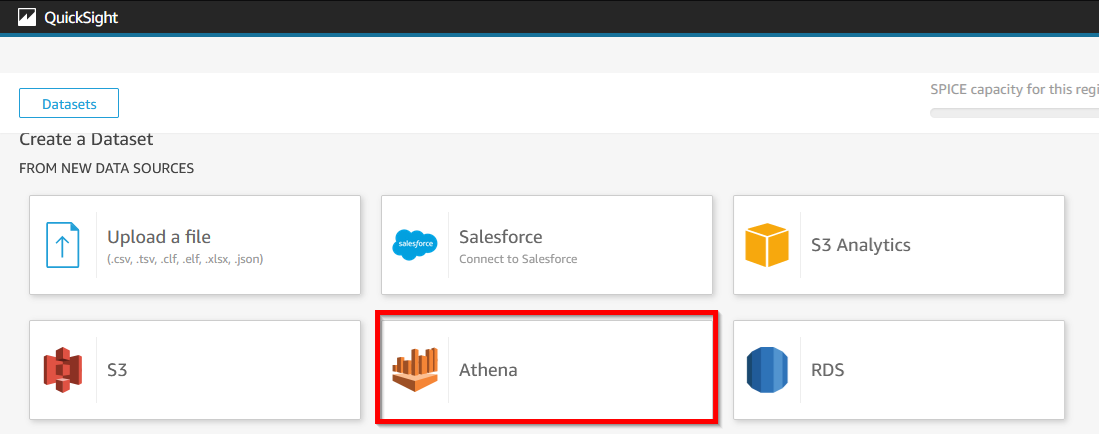 QuickSight
Datasets
SPICE capacity for this regi
Create a Dataset
FROM NEW DATA SOURCES
Upload a file
(.csv, .tsv, .clf, .elf, .xlsx, .json)
salesforce
Salesforce
Connect to Salesforce
S3 Analytics
S3
Athena
RDS